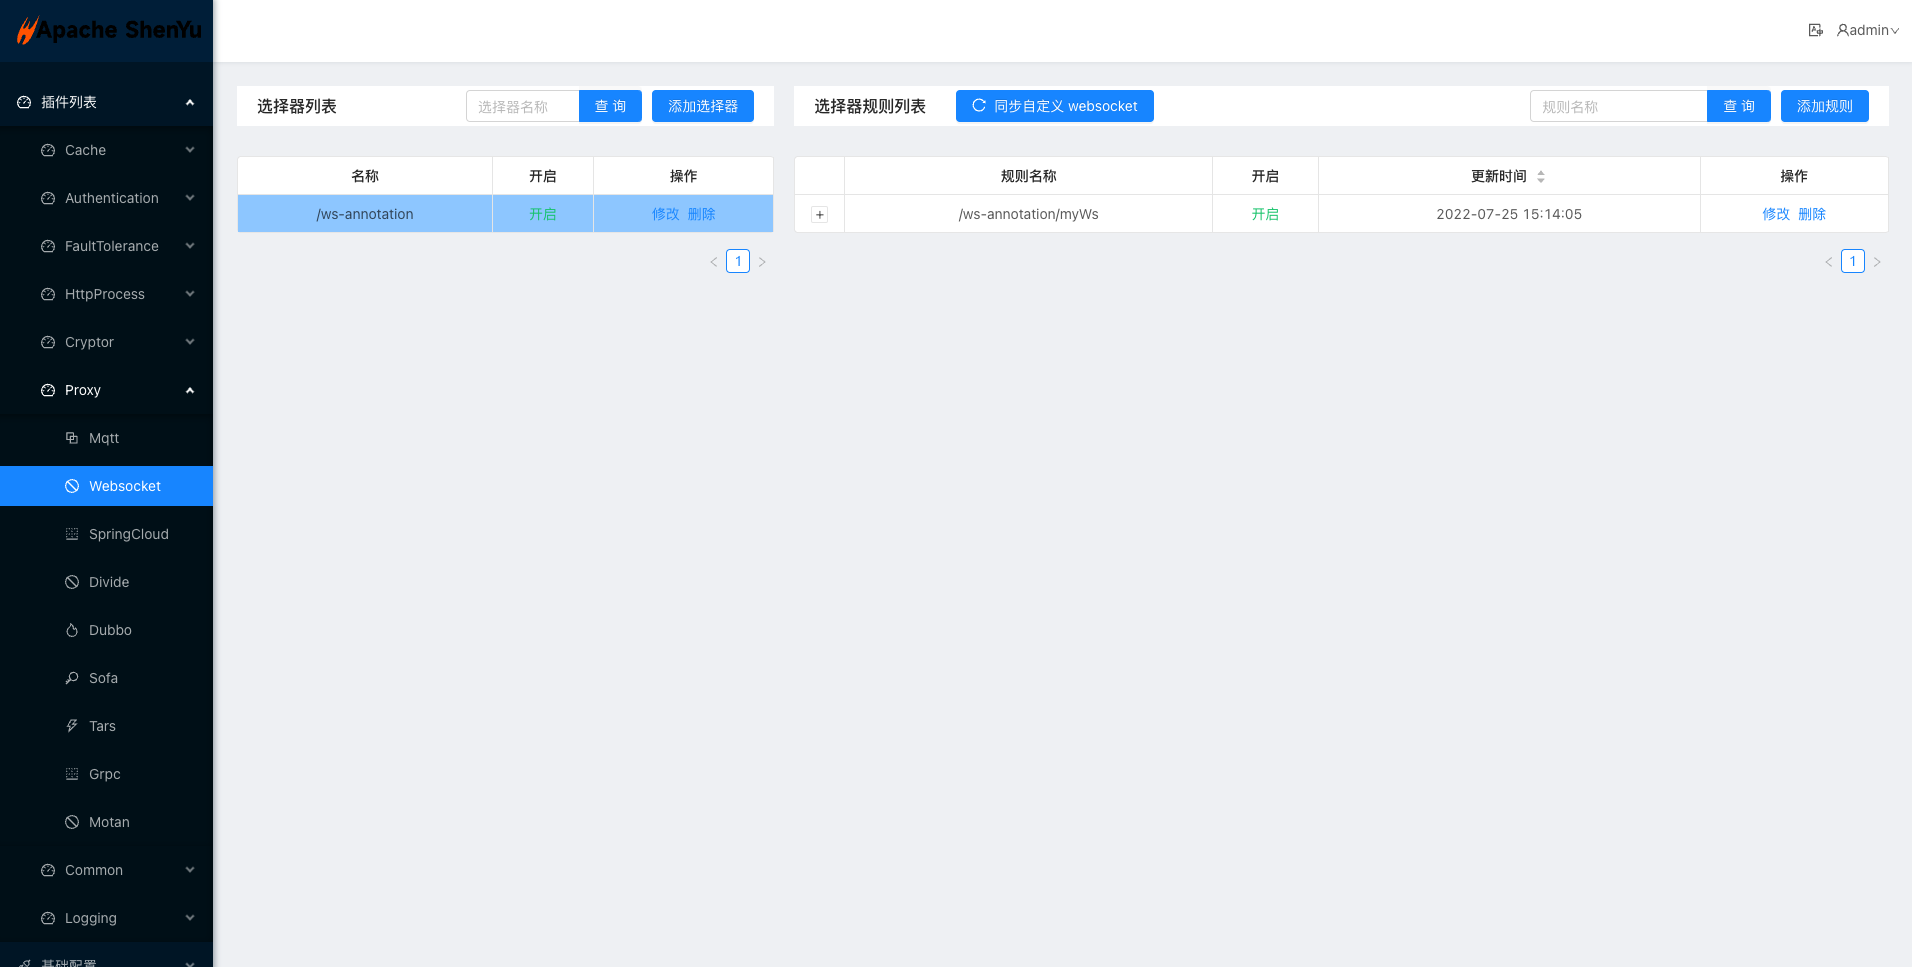 Apache ShenYu
admin
插件列表
Cache
Authentication
FaultTolerance
HttpProcess
Cryptor
Proxy
Mqtt
Websocket
SpringCloud
Divide
Dubbo
Sofa
Tars
Grpc
Motan
Common
Logging
基础配置
选择器列表 选择器名称 查 询 添加选择器
名称 开启 操作
/ws-annotation 开启 修改 删除
1
选择器规则列表 同步自定义 websocket 规则名称 查 询 添加规则
规则名称 开启 更新时间 操作
/ws-annotation/myWs 开启 2022-07-25 15:14:05 修改 删除
1